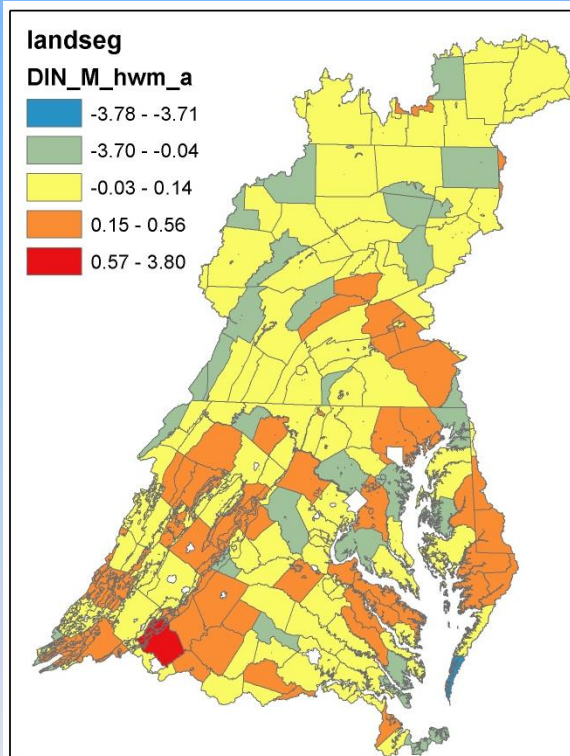 landseg
DIN_M_hwm_a
-3.78 - -3.71
-3.70 - -0.04
-0.03 - 0.14
0.15 - 0.56
0.57 - 3.80